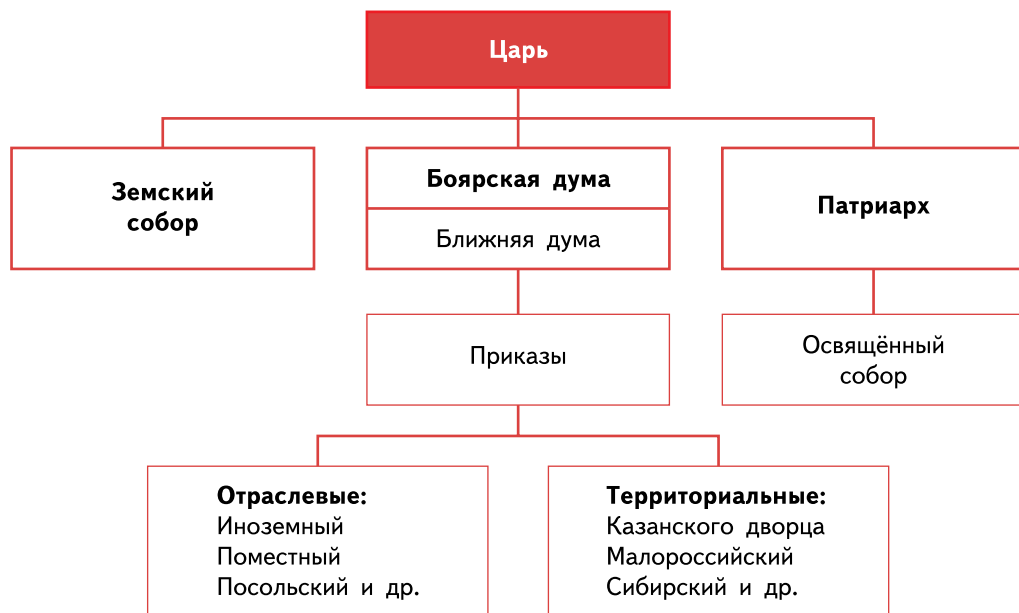 Царь
Земский
собор
Боярская дума
Ближняя дума
Патриарх
Приказы
Освящённый
собор
Отраслевые:
Иноземный
Поместный
Посольский и др.
Территориальные:
Казанского дворца
Малороссийский
Сибирский и др.